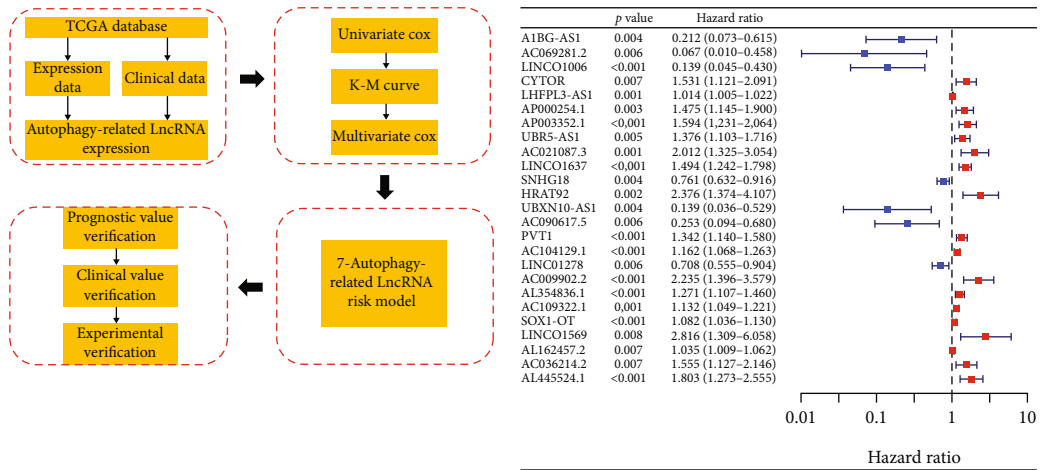 TCGA database
Expression
data
Clinical data
Autophagy-related LncRNA
expression
Univariate cox
K-M curve
Multivariate cox
Prognostic value
verification
Clinical value
verification
Experimental
verification
7-Autophagy-
related LncRNA
risk model
p value Hazard ratio
A1BG-AS1 0.004 0.212 (0.073–0.615)
AC069281.2 0.006 0.067 (0.010–0.458)
LINCO1006 <0.001 0.139 (0.045–0.430)
CYTOR 0.007 1.531 (1.121–2.091)
LHFPL3-AS1 0.001 1.014 (1.005–1.022)
AP000254.1 0.003 1.475 (1.145–1.900)
AP003352.1 <0,001 1.594 (1,231–2,064)
UBR5-AS1 0.005 1.376 (1.103–1.716)
AC021087.3 0.001 2.012 (1.325–3.054)
LINCO1637 <0,001 1.494 (1.242–1.798)
SNHG18 0.004 0.761 (0.632–0.916)
HRAT92 0.002 2.376 (1.374–4.107)
UBXN10-AS1 0.004 0.139 (0.036–0.529)
AC090617.5 0.006 0.253 (0.094–0.680)
PVT1 <0.001 1.342 (1.140–1.580)
AC104129.1 <0.001 1.162 (1.068–1.263)
LINC01278 0.006 0.708 (0.555–0.904)
AC009902.2 <0.001 2.235 (1.396–3.579)
AL354836.1 <0.001 1.271 (1.107–1.460)
AC109322.1 0,001 1.132 (1.049–1.221)
SOX1-OT <0.001 1.082 (1.036–1.130)
LINCO1569 0.008 2.816 (1.309–6.058)
AL162457.2 0.007 1.035 (1.009–1.062)
AC036214.2 0.007 1.555 (1.127–2.146)
AL445524.1 <0.001 1.803 (1.273–2.555)
0.01 0.1 1 10
Hazard ratio